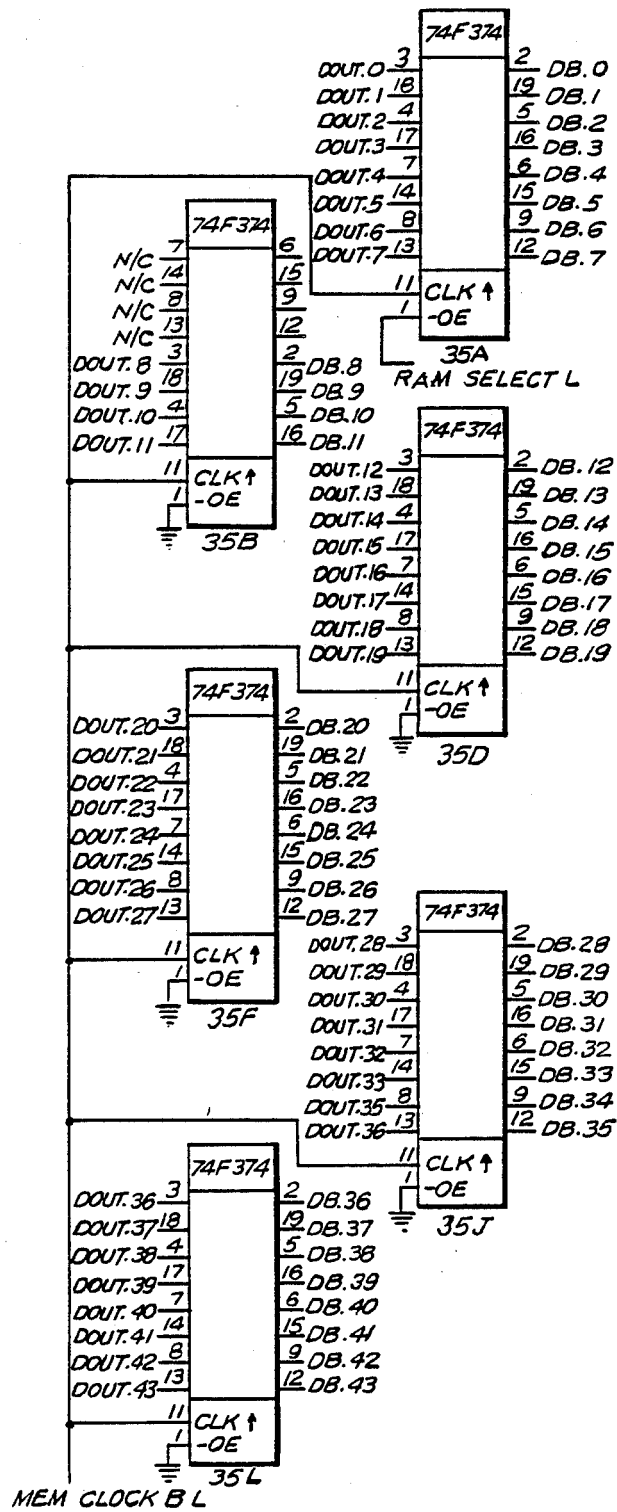 74F374
DOUT.0 3 2 DB.0
DOUT.1 18 19 DB.1
DOUT.2 4 5 DB.2
DOUT.3 17 16 DB.3
DOUT.4 7 6 DB.4
DOUT.5 14 15 DB.5
DOUT.6 8 9 DB.6
DOUT.7 13 12 DB.7
11 CLK ↑
1 -OE
35A
RAM SELECT L
74F374
N/C 7 6
N/C 14 15
N/C 8 9
N/C 13 12
DOUT.8 3 2 DB.8
DOUT.9 18 19 DB.9
DOUT.10 4 5 DB.10
DOUT.11 17 16 DB.11
11 CLK ↑
1 -OE
35B
74F374
DOUT.12 3 2 DB.12
DOUT.13 18 19 DB.13
DOUT.14 4 5 DB.14
DOUT.15 17 16 DB.15
DOUT.16 7 6 DB.16
DOUT.17 14 15 DB.17
DOUT.18 8 9 DB.18
DOUT.19 13 12 DB.19
11 CLK ↑
1 -OE
35D
74F374
DOUT.20 3 2 DB.20
DOUT.21 18 19 DB.21
DOUT.22 4 5 DB.22
DOUT.23 17 16 DB.23
DOUT.24 7 6 DB.24
DOUT.25 14 15 DB.25
DOUT.26 8 9 DB.26
DOUT.27 13 12 DB.27
11 CLK ↑
1 -OE
35F
74F374
DOUT.28 3 2 DB.28
DOUT.29 18 19 DB.29
DOUT.30 4 5 DB.30
DOUT.31 17 16 DB.31
DOUT.32 7 6 DB.32
DOUT.33 14 15 DB.33
DOUT.35 8 9 DB.34
DOUT.36 13 12 DB.35
11 CLK ↑
1 -OE
35J
74F374
DOUT.36 3 2 DB.36
DOUT.37 18 19 DB.37
DOUT.38 4 5 DB.38
DOUT.39 17 16 DB.39
DOUT.40 7 6 DB.40
DOUT.41 14 15 DB.41
DOUT.42 8 9 DB.42
DOUT.43 13 12 DB.43
11 CLK ↑
1 -OE
35L
MEM CLOCK B L